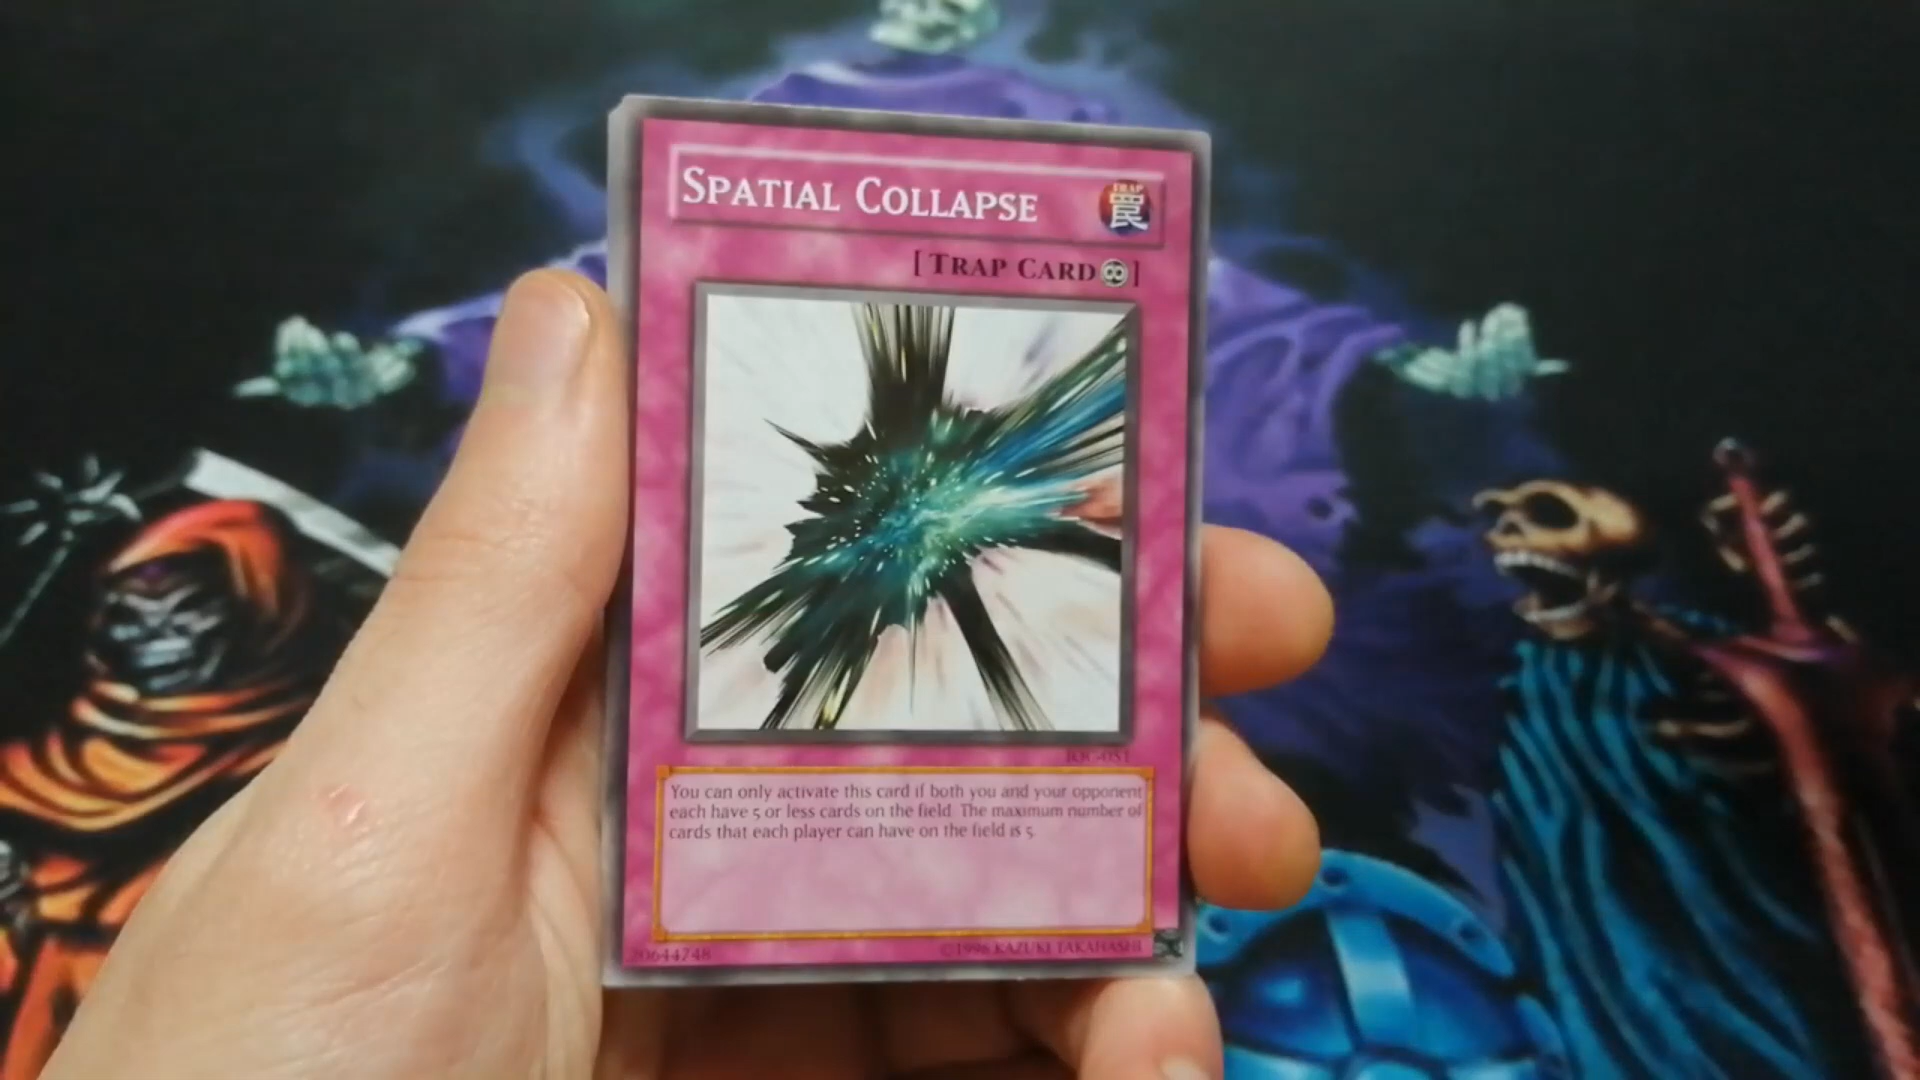 SPATIAL COLLAPSE
TRAP
罠
[TRAP CARD∞]
IOC-051
You can only activate this card if both you and your opponent
each have 5 or less cards on the field. The maximum number of
cards that each player can have on the field is 5.
20644748
©1996 KAZUKI TAKAHASHI